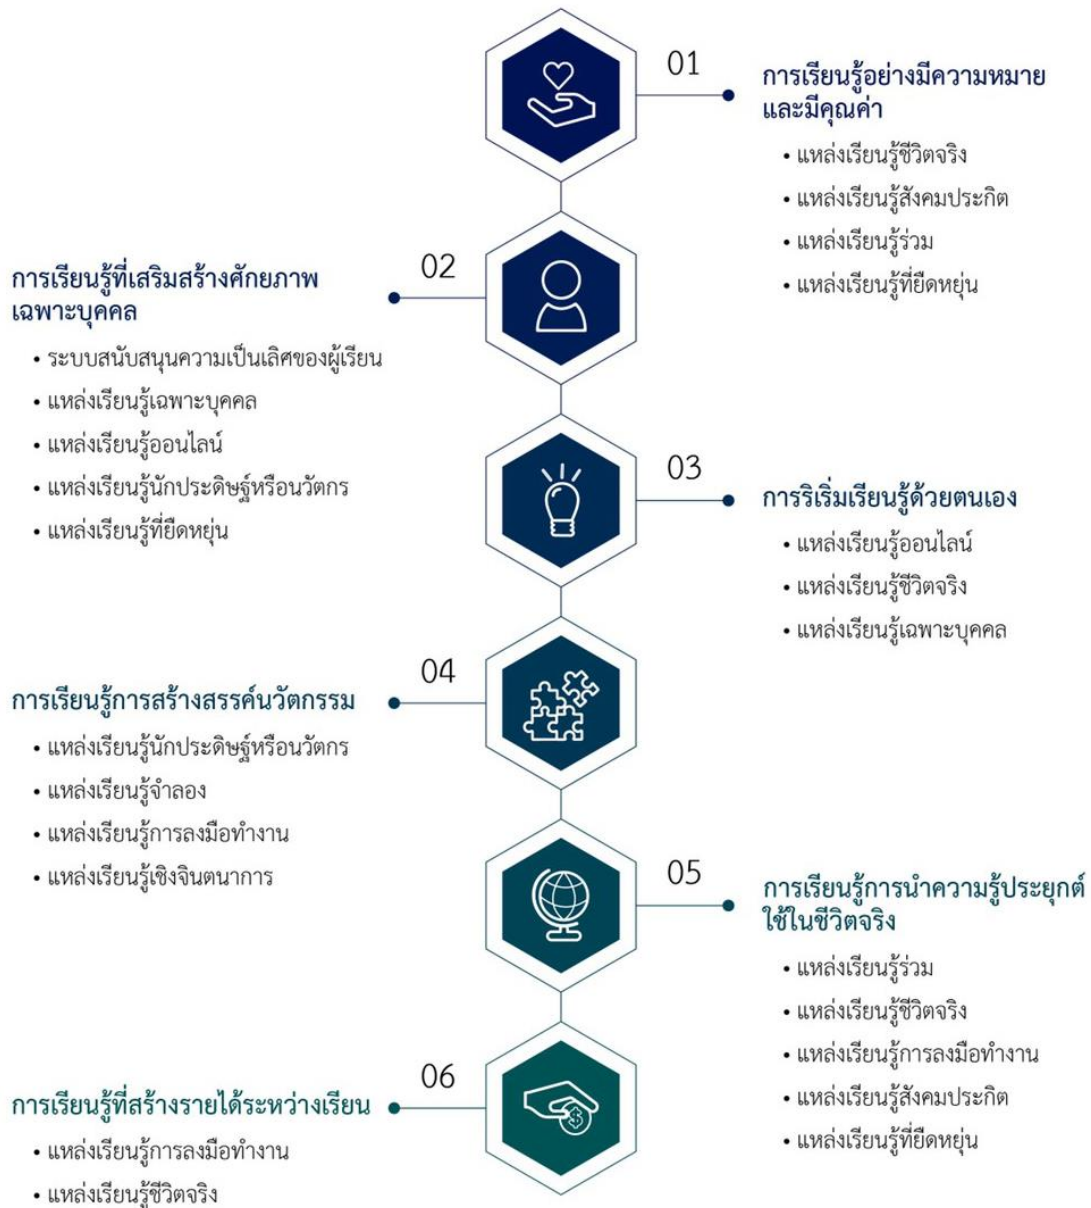 01
การเรียนรู้อย่างมีความหมาย
และมีคุณค่า
• แหล่งเรียนรู้ชีวิตจริง
• แหล่งเรียนรู้สังคมประกิต
• แหล่งเรียนรู้ร่วม
• แหล่งเรียนรู้ที่ยืดหยุ่น
02
การเรียนรู้ที่เสริมสร้างศักยภาพ
เฉพาะบุคคล
• ระบบสนับสนุนความเป็นเลิศของผู้เรียน
• แหล่งเรียนรู้เฉพาะบุคคล
• แหล่งเรียนรู้ออนไลน์
• แหล่งเรียนรู้นักประดิษฐ์หรือนวัตกร
• แหล่งเรียนรู้ที่ยืดหยุ่น
03
การริเริ่มเรียนรู้ด้วยตนเอง
• แหล่งเรียนรู้ออนไลน์
• แหล่งเรียนรู้ชีวิตจริง
• แหล่งเรียนรู้เฉพาะบุคคล
04
การเรียนรู้การสร้างสรรค์นวัตกรรม
• แหล่งเรียนรู้นักประดิษฐ์หรือนวัตกร
• แหล่งเรียนรู้จำลอง
• แหล่งเรียนรู้การลงมือทำงาน
• แหล่งเรียนรู้เชิงจินตนาการ
05
การเรียนรู้การนำความรู้ประยุกต์
ใช้ในชีวิตจริง
• แหล่งเรียนรู้ร่วม
• แหล่งเรียนรู้ชีวิตจริง
• แหล่งเรียนรู้การลงมือทำงาน
• แหล่งเรียนรู้สังคมประกิต
• แหล่งเรียนรู้ที่ยืดหยุ่น
06
การเรียนรู้ที่สร้างรายได้ระหว่างเรียน
• แหล่งเรียนรู้การลงมือทำงาน
• แหล่งเรียนรู้ชีวิตจริง
$